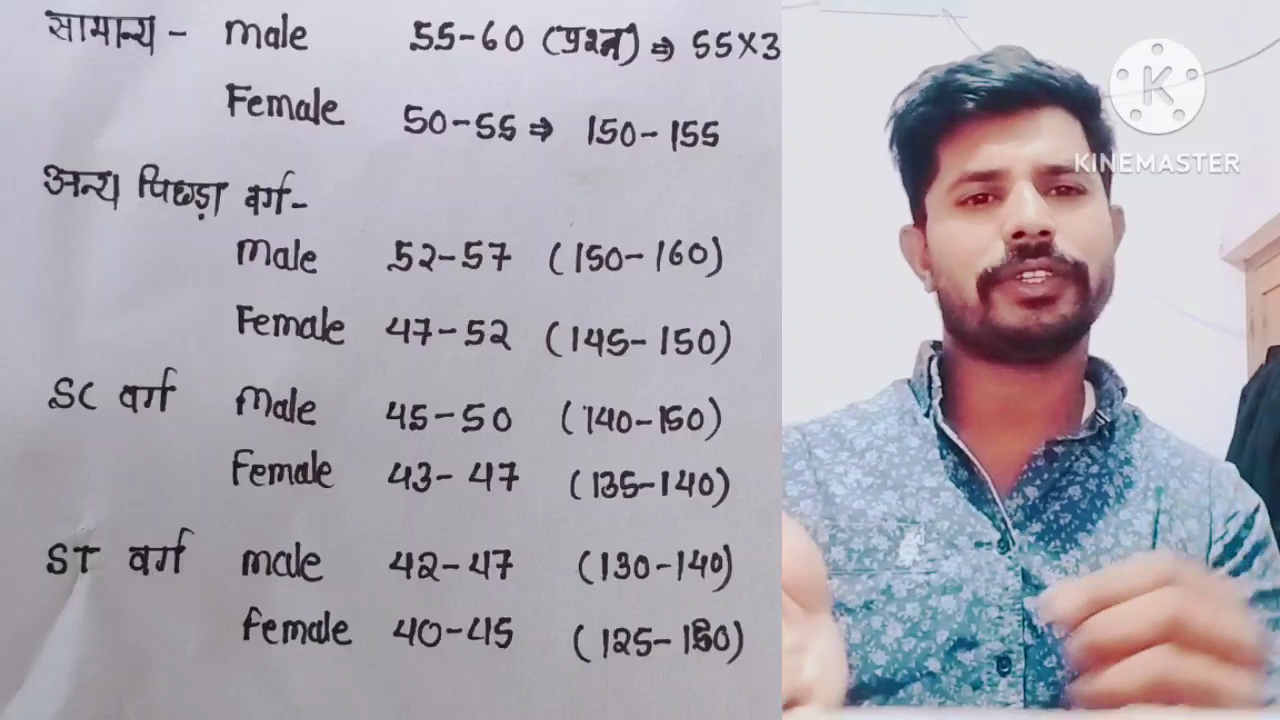 सामान्य - male 55-60 (प्रश्न) ⇒ 55×3
Female 50-55 ⇒ 150-155
अन्य पिछड़ा वर्ग-
male 52-57 (150-160)
Female 47-52 (145-150)
SC वर्ग male 45-50 (140-150)
Female 43-47 (135-140)
ST वर्ग male 42-47 (130-140)
Female 40-45 (125-130)
K
KINEMASTER